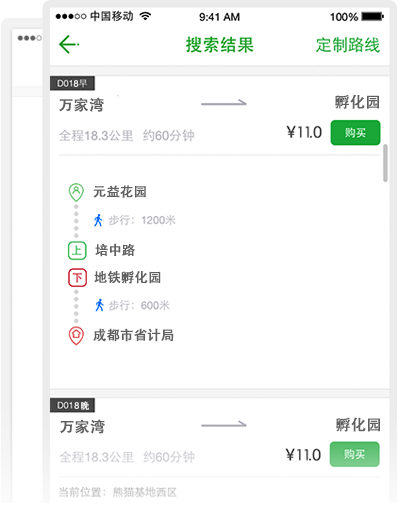 中国移动 9:41 AM 100%
搜索结果 定制路线
D018早
万家湾 孵化园
全程18.3公里 约60分钟 ¥11.0 购买
元益花园
步行：1200米
上 培中路
下 地铁孵化园
步行：600米
成都市省计局
D018晚
万家湾 孵化园
全程18.3公里 约60分钟 ¥11.0 购买
当前位置：熊猫基地西区